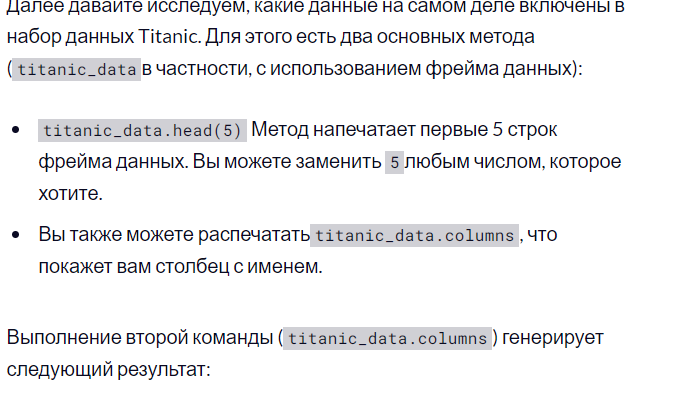 Далее давайте исследуем, какие данные на самом деле включены в
набор данных Titanic. Для этого есть два основных метода
(titanic_data в частности, с использованием фрейма данных):
titanic_data.head(5) Метод напечатает первые 5 строк
фрейма данных. Вы можете заменить 5 любым числом, которое
хотите.
Вы также можете распечатать titanic_data.columns, что
покажет вам столбец с именем.
Выполнение второй команды (titanic_data.columns) генерирует
следующий результат: